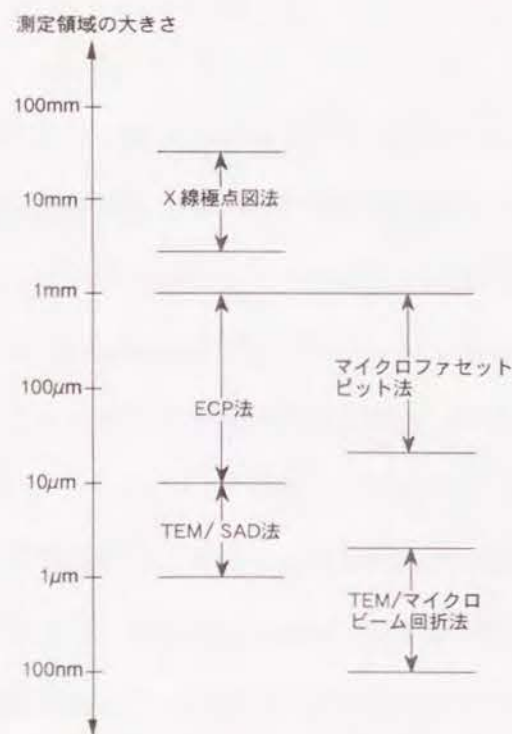 測定領域の大きさ
100mm
10mm
X線極点図法
1mm
マイクロファセット
ピット法
100μm
ECP法
10μm
TEM/ SAD法
1μm
TEM/マイクロ
ビーム回折法
100nm